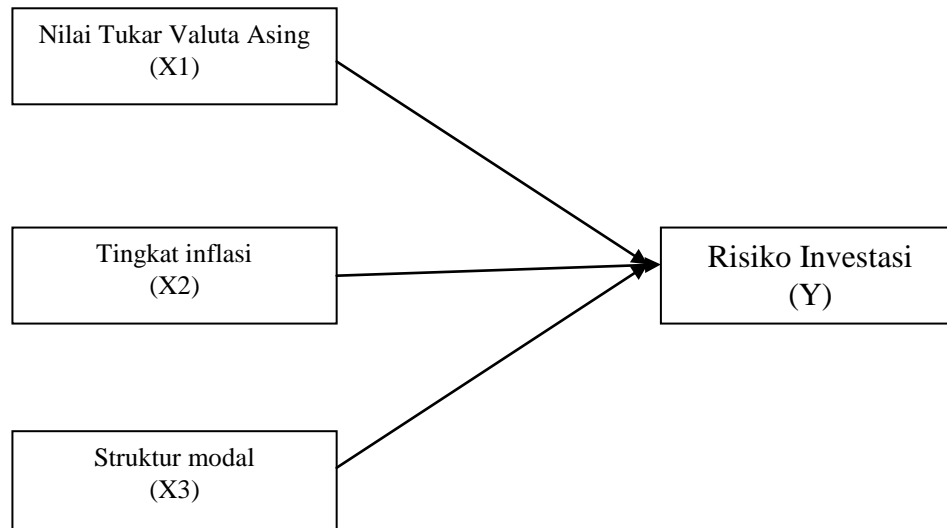 Nilai Tukar Valuta Asing
(X1)
Tingkat inflasi
(X2)
Risiko Investasi
(Y)
Struktur modal
(X3)